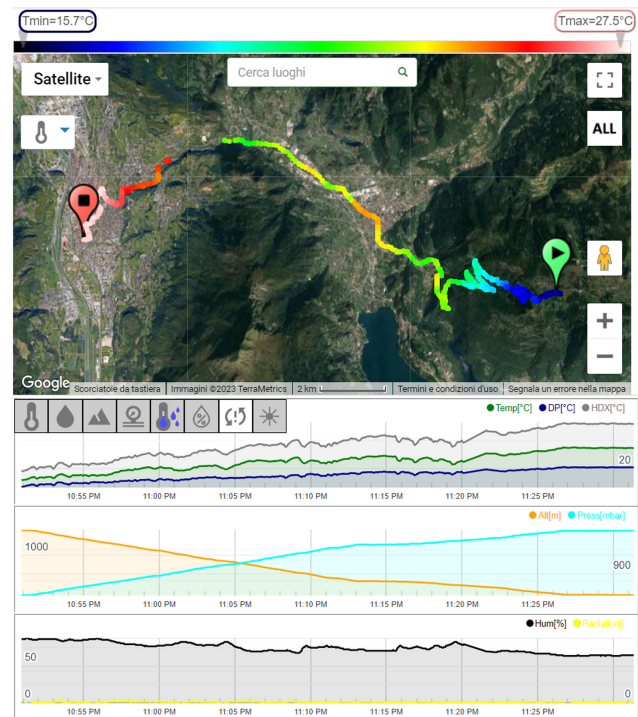 Tmin=15.7°C Tmax=27.5°C
Satellite
Cerca luoghi
ALL
Google
Scorciatoie da tastiera Immagini ©2023 TerraMetrics 2 km Termini e condizioni d'uso Segnala un errore nella mappa
Temp[°C] DP[°C] HDX[°C]
20
10:55 PM 11:00 PM 11:05 PM 11:10 PM 11:15 PM 11:20 PM 11:25 PM
Alt[m] Press[mbar]
1000
900
10:55 PM 11:00 PM 11:05 PM 11:10 PM 11:15 PM 11:20 PM 11:25 PM
Hum[%] Radiation[]
50
0 0
10:55 PM 11:00 PM 11:05 PM 11:10 PM 11:15 PM 11:20 PM 11:25 PM